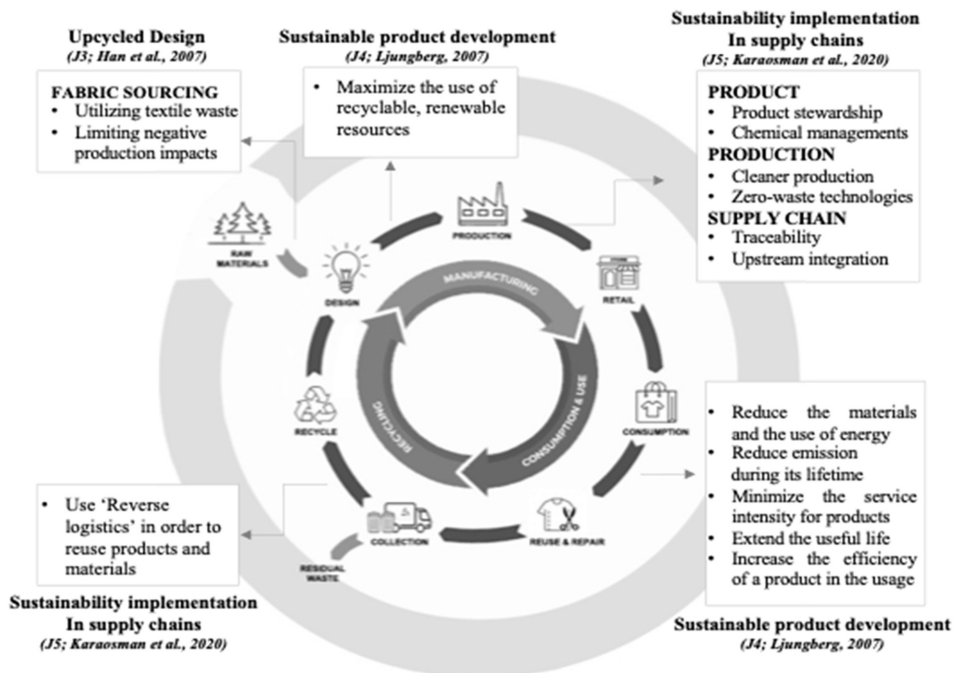 Upcycled Design
(J3; Han et al., 2007)
FABRIC SOURCING
• Utilizing textile waste
• Limiting negative
production impacts
Sustainable product development
(J4; Ljungberg, 2007)
• Maximize the use of
recyclable, renewable
resources
Sustainability implementation
In supply chains
(J5; Karaosman et al., 2020)
PRODUCT
• Product stewardship
• Chemical managements
PRODUCTION
• Cleaner production
• Zero-waste technologies
SUPPLY CHAIN
• Traceability
• Upstream integration
RAW
MATERIALS
DESIGN
PRODUCTION
STORE
RETAIL
CONSUMPTION
REUSE & REPAIR
COLLECTION
RESIDUAL
WASTE
RECYCLE
MANUFACTURING
CONSUMPTION & USE
RECYCLING
• Reduce the materials
and the use of energy
• Reduce emission
during its lifetime
• Minimize the service
intensity for products
• Extend the useful life
• Increase the efficiency
of a product in the usage
Sustainable product development
(J4; Ljungberg, 2007)
• Use ‘Reverse
logistics’ in order to
reuse products and
materials
Sustainability implementation
In supply chains
(J5; Karaosman et al., 2020)